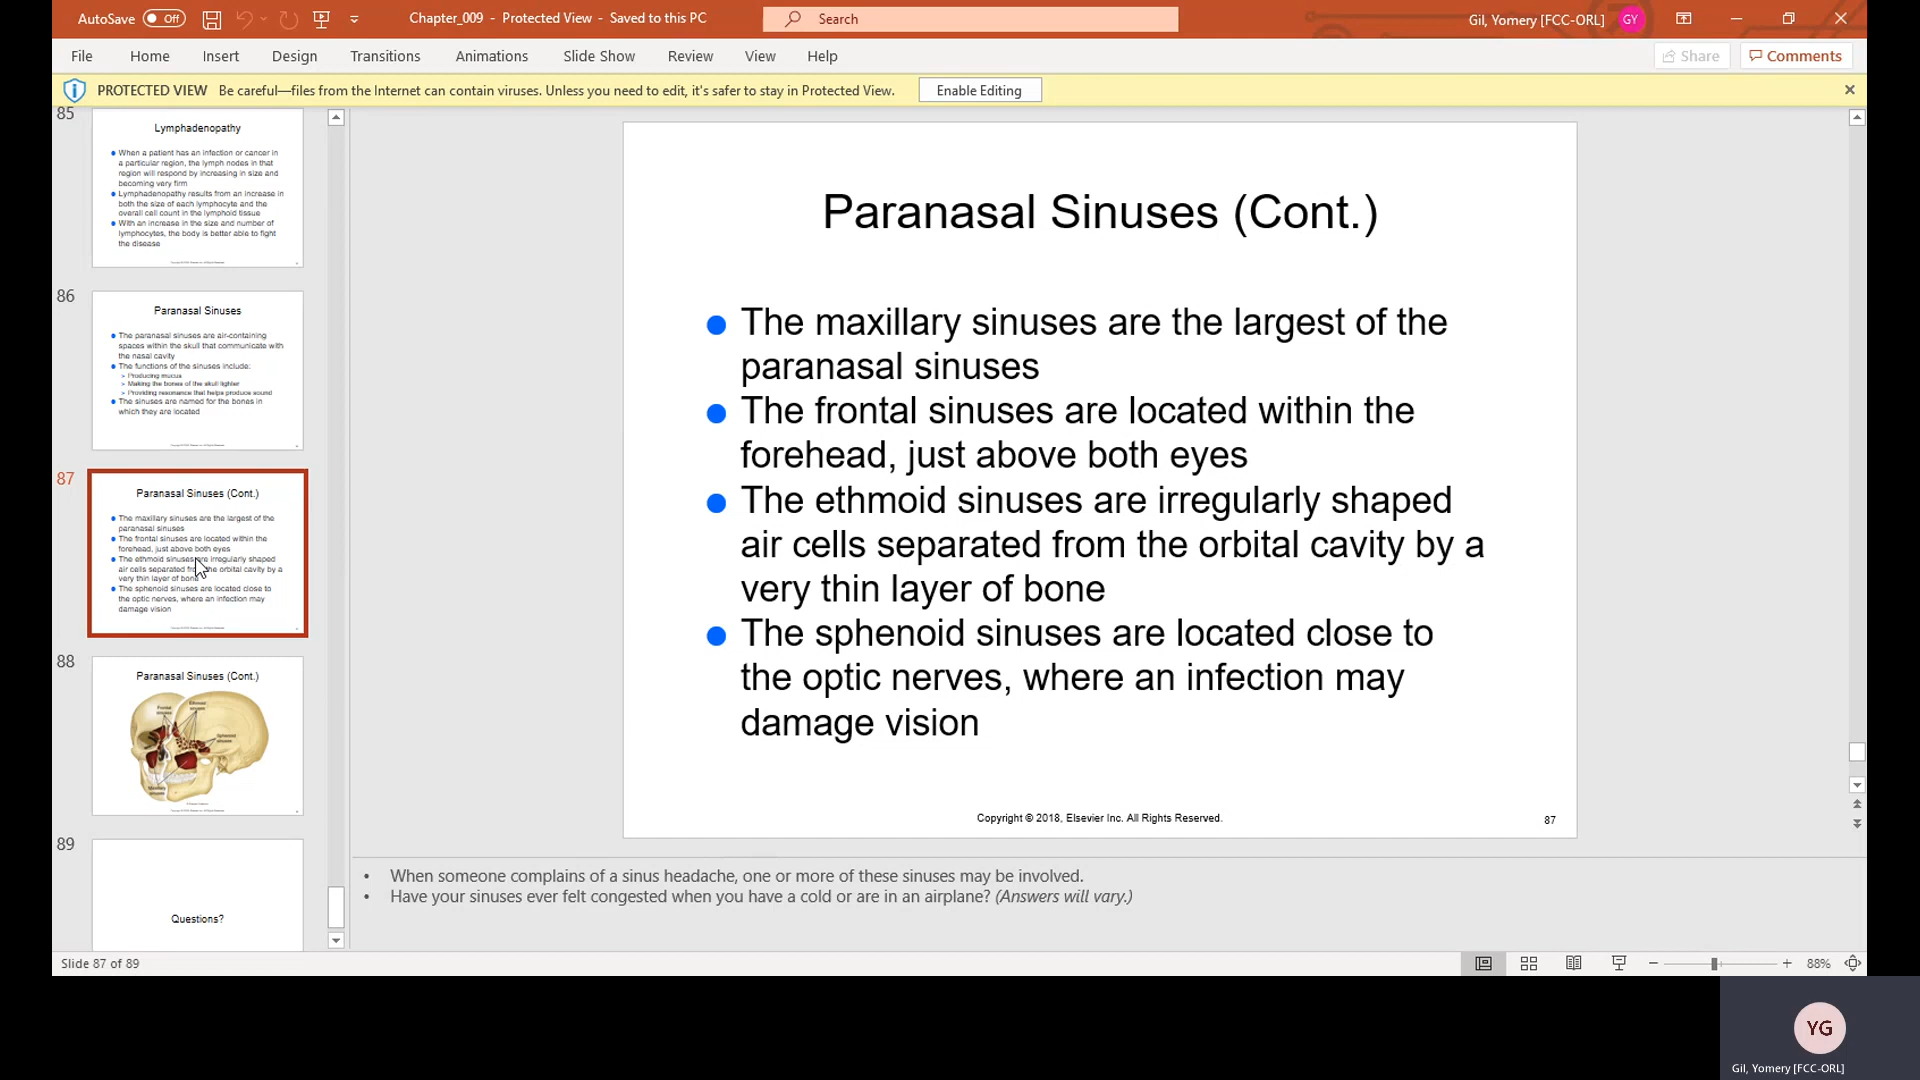 AutoSave Off Chapter_009 - Protected View - Saved to this PC Search Gil, Yomery [FCC-ORL] GY
File Home Insert Design Transitions Animations Slide Show Review View Help Share Comments
PROTECTED VIEW Be careful—files from the Internet can contain viruses. Unless you need to edit, it's safer to stay in Protected View. Enable Editing
85
Lymphadenopathy
When a patient has an infection or cancer in
a particular region, the lymph nodes in that
region will respond by increasing in size and
becoming very firm
Lymphadenopathy results from an increase in
both the size of each lymphocyte and the
overall cell count in the lymphoid tissue
With an increase in the size and number of
lymphocytes, the body is better able to fight
the disease
86
Paranasal Sinuses
The paranasal sinuses are air-containing
spaces within the skull that communicate with
the nasal cavity
The functions of the sinuses include:
Producing mucus
Making the bones of the skull lighter
Providing resonance that helps produce sound
The sinuses are named for the bones in
which they are located
87
Paranasal Sinuses (Cont.)
The maxillary sinuses are the largest of the
paranasal sinuses
The frontal sinuses are located within the
forehead, just above both eyes
The ethmoid sinuses are irregularly shaped
air cells separated from the orbital cavity by a
very thin layer of bone
The sphenoid sinuses are located close to
the optic nerves, where an infection may
damage vision
88
Paranasal Sinuses (Cont.)
Frontal
sinuses
Ethmoid
sinuses
Sphenoid
sinuses
Maxillary
sinuses
89
Questions?
Paranasal Sinuses (Cont.)
The maxillary sinuses are the largest of the
paranasal sinuses
The frontal sinuses are located within the
forehead, just above both eyes
The ethmoid sinuses are irregularly shaped
air cells separated from the orbital cavity by a
very thin layer of bone
The sphenoid sinuses are located close to
the optic nerves, where an infection may
damage vision
Copyright © 2018, Elsevier Inc. All Rights Reserved.
87
• When someone complains of a sinus headache, one or more of these sinuses may be involved.
• Have your sinuses ever felt congested when you have a cold or are in an airplane? (Answers will vary.)
Slide 87 of 89
88%
YG
Gil, Yomery [FCC-ORL]